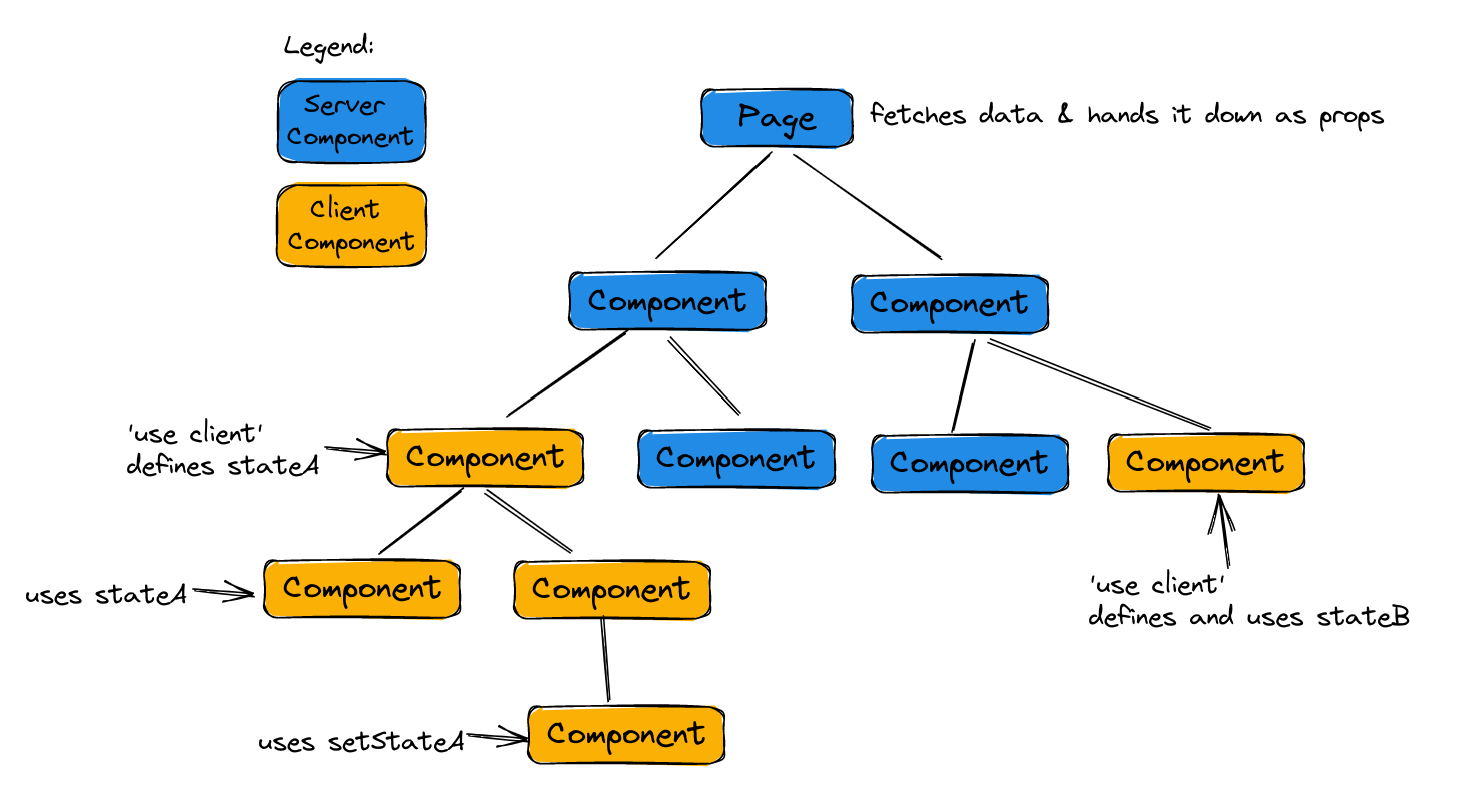 Legend:
Server
Component
Client
Component
Page
fetches data & hands it down as props
Component
Component
'use client'
defines stateA
Component
Component
Component
Component
uses stateA
Component
Component
'use client'
defines and uses stateB
uses setStateA
Component